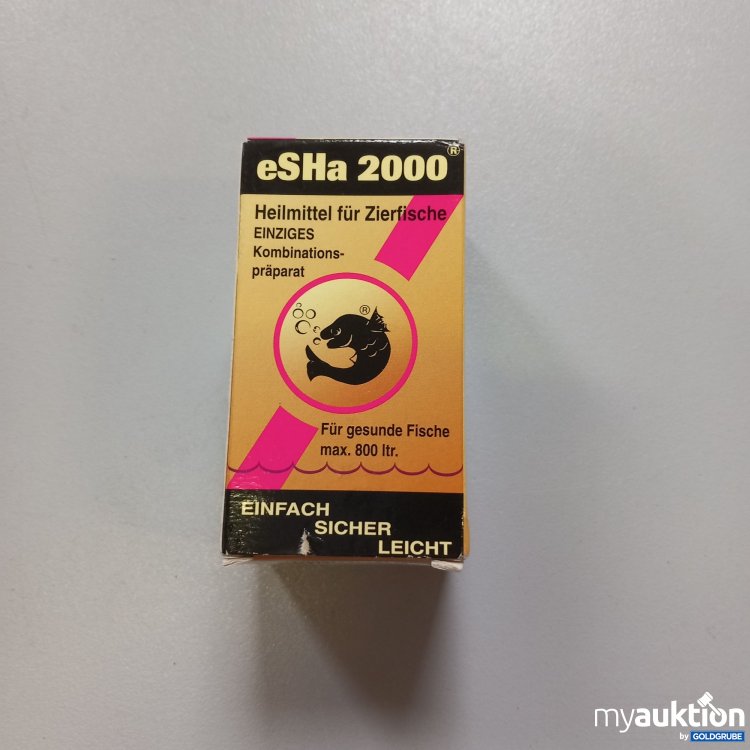 eSHa 2000®
Heilmittel für Zierfische
EINZIGES
Kombinations-
präparat
®
Für gesunde Fische
max. 800 ltr.
EINFACH
SICHER
LEICHT
myauktion
by GOLDGRUBE